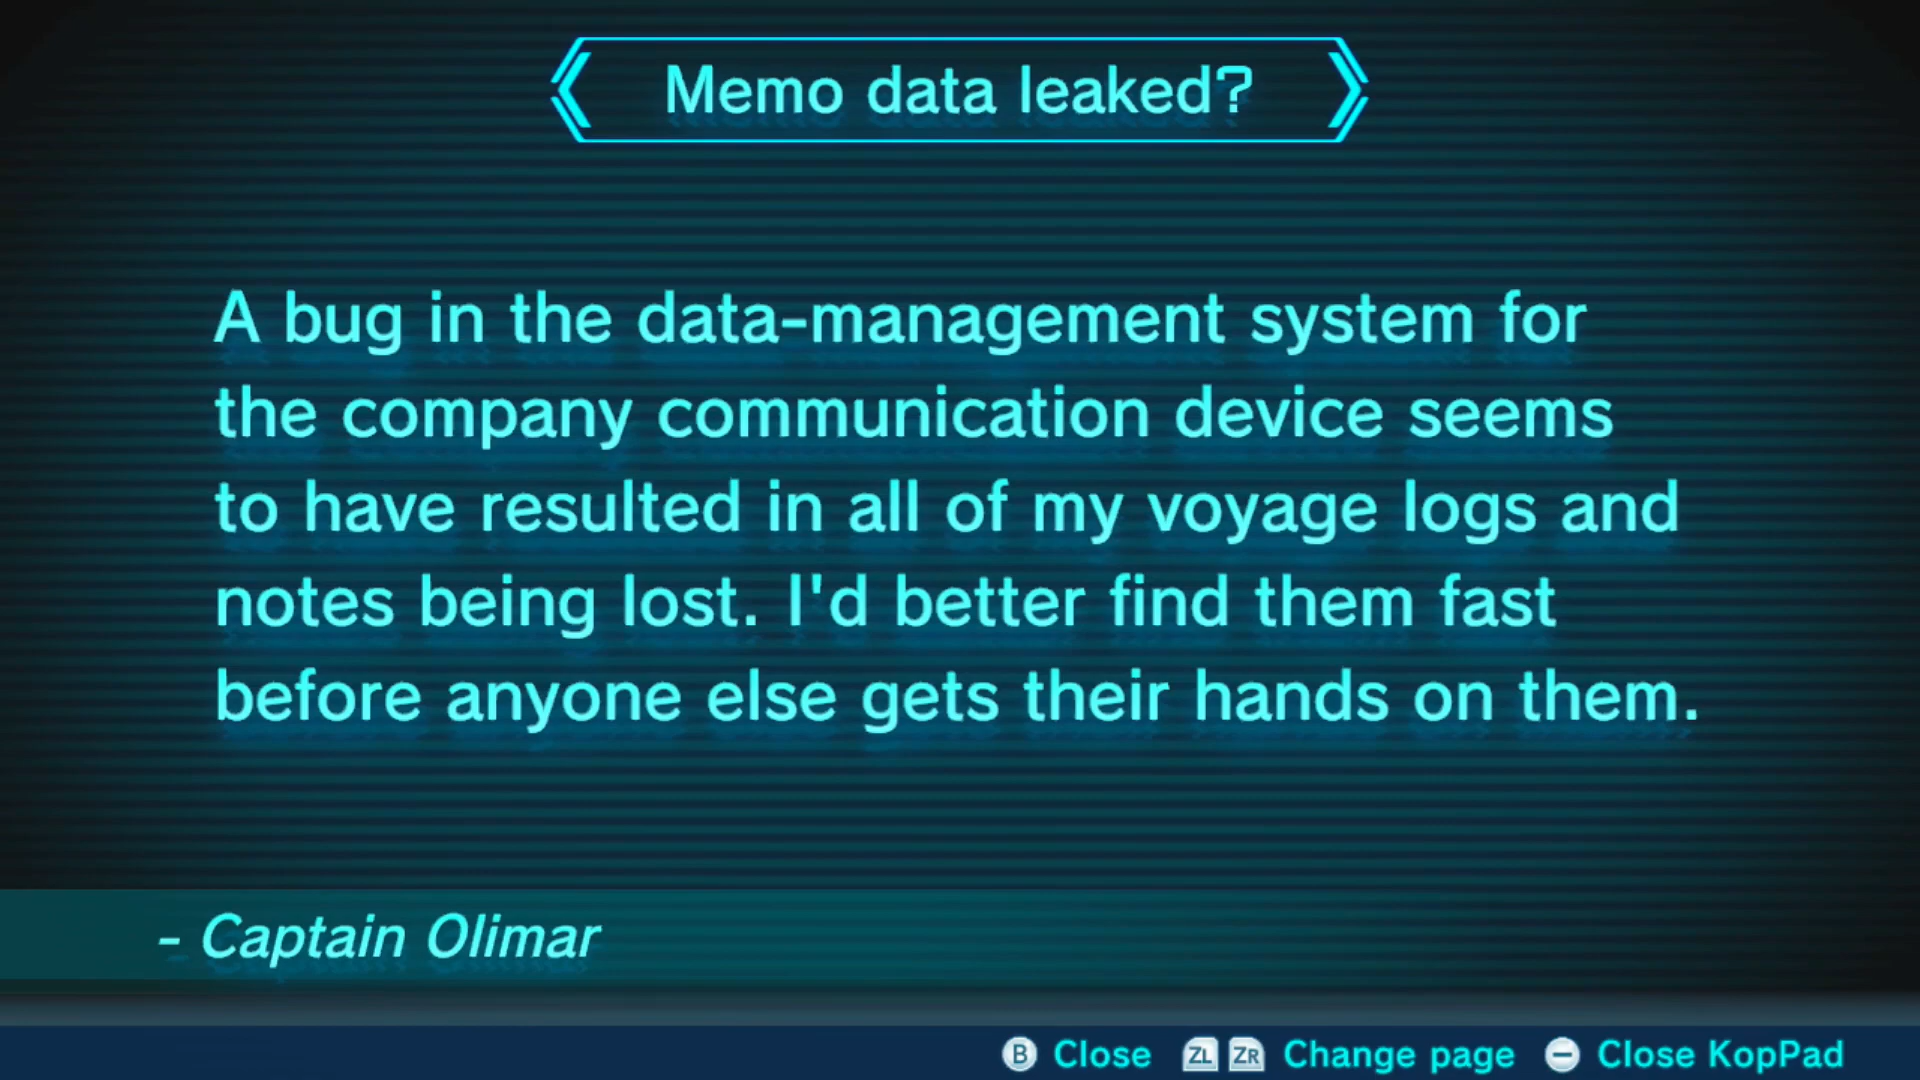 Memo data leaked?
A bug in the data-management system for
the company communication device seems
to have resulted in all of my voyage logs and
notes being lost. I'd better find them fast
before anyone else gets their hands on them.
- Captain Olimar
B Close ZL ZR Change page − Close KopPad